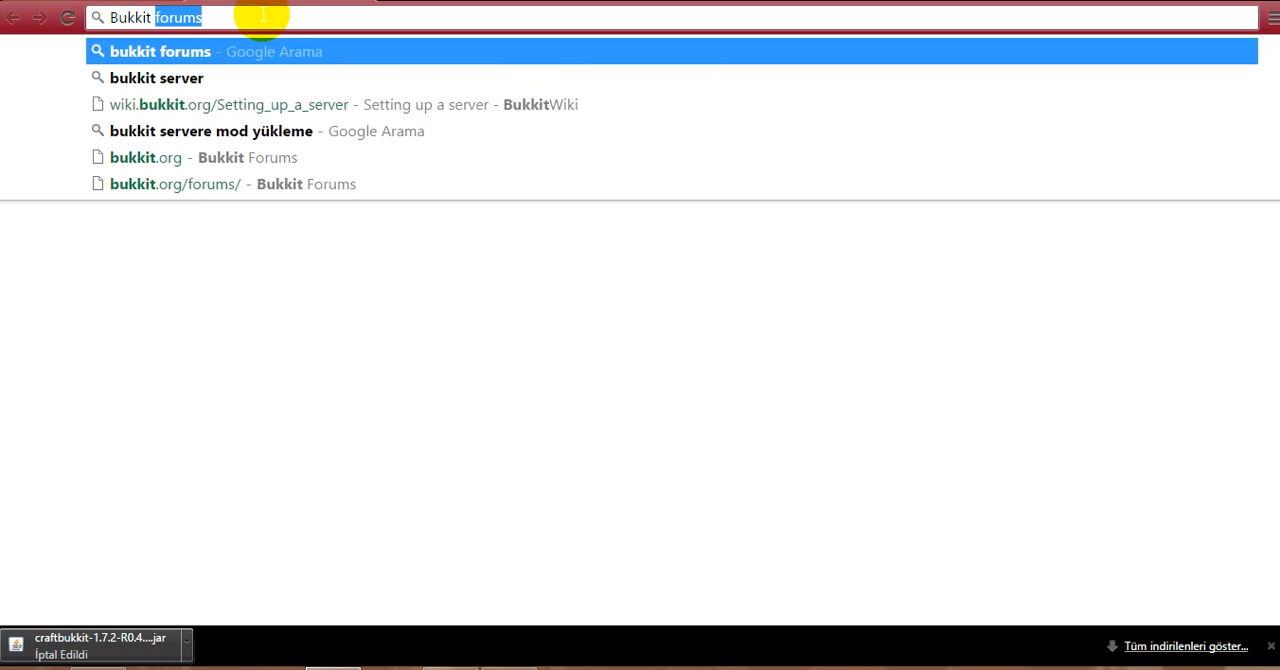 Bukkit forums
bukkit forums - Google Arama
bukkit server
wiki.bukkit.org/Setting_up_a_server - Setting up a server - BukkitWiki
bukkit servere mod yükleme - Google Arama
bukkit.org - Bukkit Forums
bukkit.org/forums/ - Bukkit Forums
craftbukkit-1.7.2-R0.4....jar
İptal Edildi
Tüm indirilenleri göster...